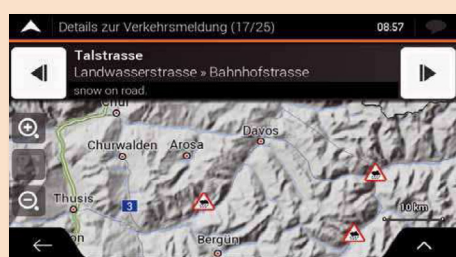 Details zur Verkehrsmeldung (17/25)
08:57
Talstrasse
Landwasserstrasse » Bahnhofstrasse
snow on road.
Chur
Davos
Churwalden
Arosa
Thusis
3
10 km
Bergün